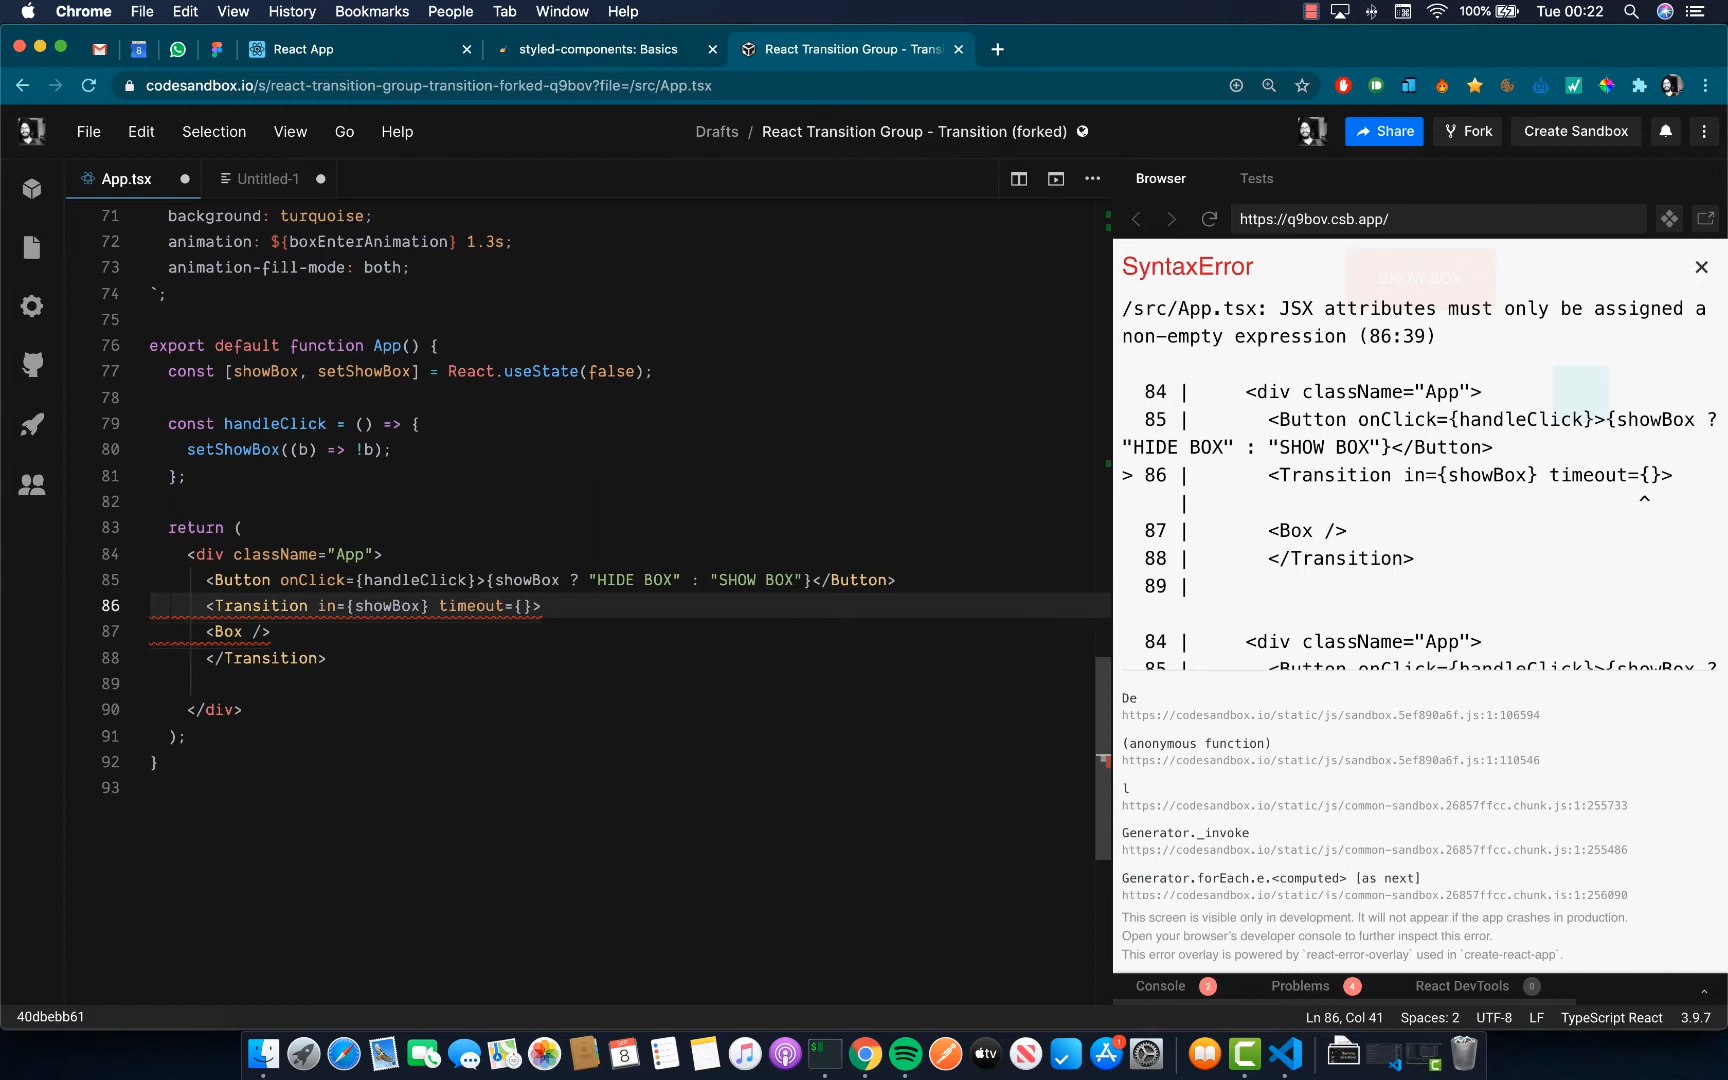 Chrome File Edit View History Bookmarks People Tab Window Help 100% Tue 00:22
8 React App styled-components: Basics React Transition Group - Trans
codesandbox.io/s/react-transition-group-transition-forked-q9bov?file=/src/App.tsx
File Edit Selection View Go Help Drafts / React Transition Group - Transition (forked) Share Fork Create Sandbox
App.tsx Untitled-1 Browser Tests
https://q9bov.csb.app/
71 background: turquoise;
72 animation: ${boxEnterAnimation} 1.3s;
73 animation-fill-mode: both;
74 `;
75
76 export default function App() {
77 const [showBox, setShowBox] = React.useState(false);
78
79 const handleClick = () => {
80 setShowBox((b) => !b);
81 };
82
83 return (
84 <div className="App">
85 <Button onClick={handleClick}>{showBox ? "HIDE BOX" : "SHOW BOX"}</Button>
86 <Transition in={showBox} timeout={}>
87 <Box />
88 </Transition>
89
90 </div>
91 );
92 }
93
SyntaxError
SHOW BOX
/src/App.tsx: JSX attributes must only be assigned a
non-empty expression (86:39)
84 | <div className="App">
85 | <Button onClick={handleClick}>{showBox ?
"HIDE BOX" : "SHOW BOX"}</Button>
> 86 | <Transition in={showBox} timeout={}>
| ^
87 | <Box />
88 | </Transition>
89 |
84 | <div className="App">
85 | <Button onClick={handleClick}>{showBox ?
De
https://codesandbox.io/static/js/sandbox.5ef890a6f.js:1:106594
(anonymous function)
https://codesandbox.io/static/js/sandbox.5ef890a6f.js:1:110546
l
https://codesandbox.io/static/js/common-sandbox.26857ffcc.chunk.js:1:255733
Generator._invoke
https://codesandbox.io/static/js/common-sandbox.26857ffcc.chunk.js:1:255486
Generator.forEach.e.<computed> [as next]
https://codesandbox.io/static/js/common-sandbox.26857ffcc.chunk.js:1:256090
This screen is visible only in development. It will not appear if the app crashes in production.
Open your browser's developer console to further inspect this error.
This error overlay is powered by `react-error-overlay` used in `create-react-app`.
Console 2 Problems 4 React DevTools 0
40dbebb61 Ln 86, Col 41 Spaces: 2 UTF-8 LF TypeScript React 3.9.7
8 $ tv 1